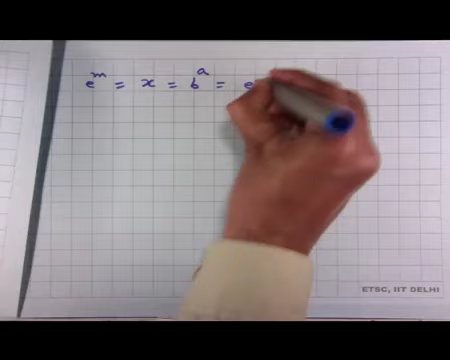 e^m = x = b^a = e
ETSC, IIT DELHI